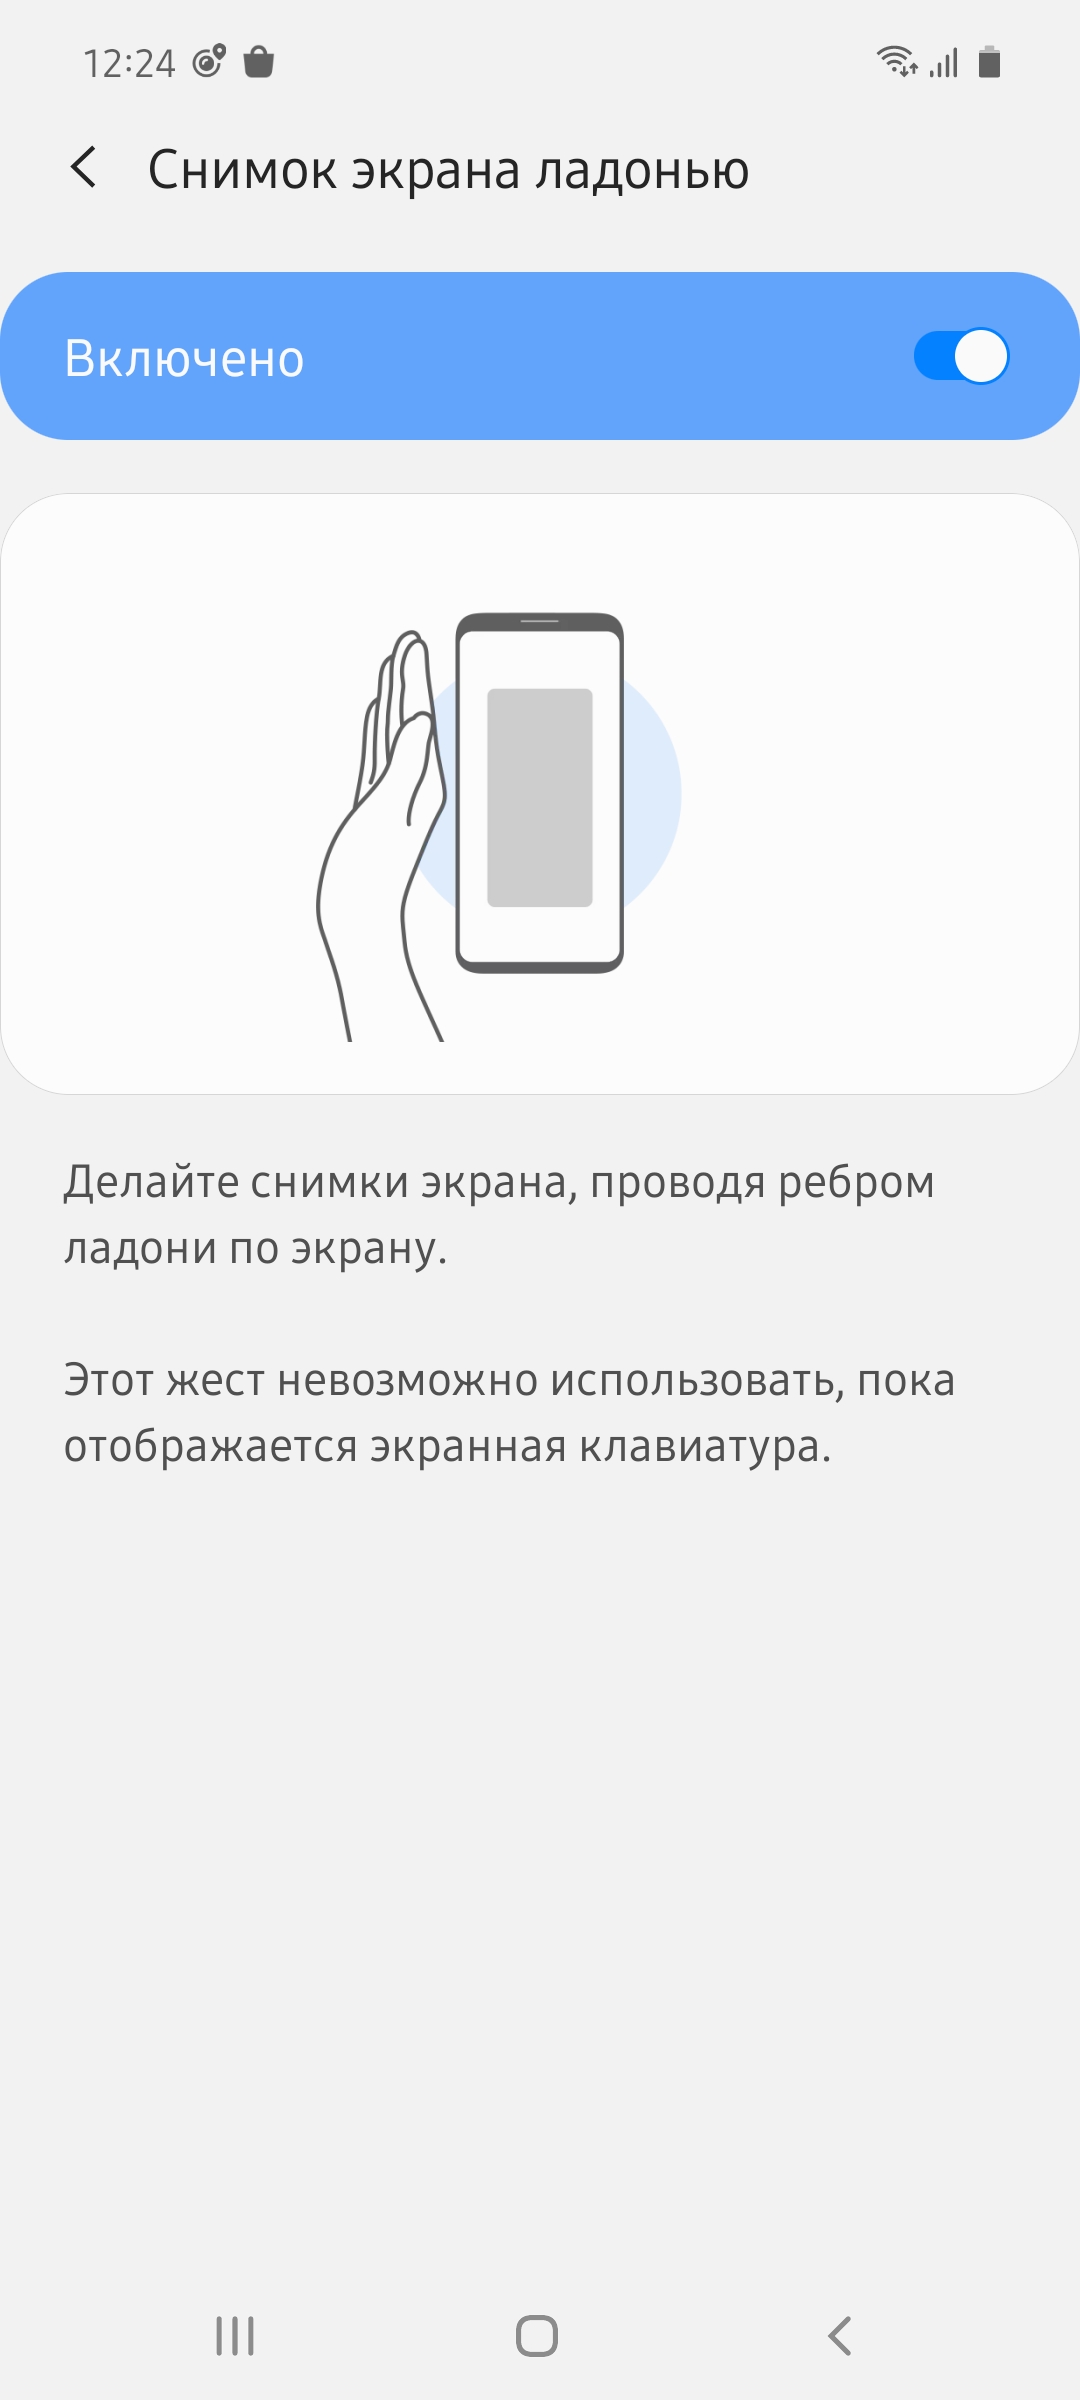 12:24
Снимок экрана ладонью
Включено
Делайте снимки экрана, проводя ребром
ладони по экрану.
Этот жест невозможно использовать, пока
отображается экранная клавиатура.